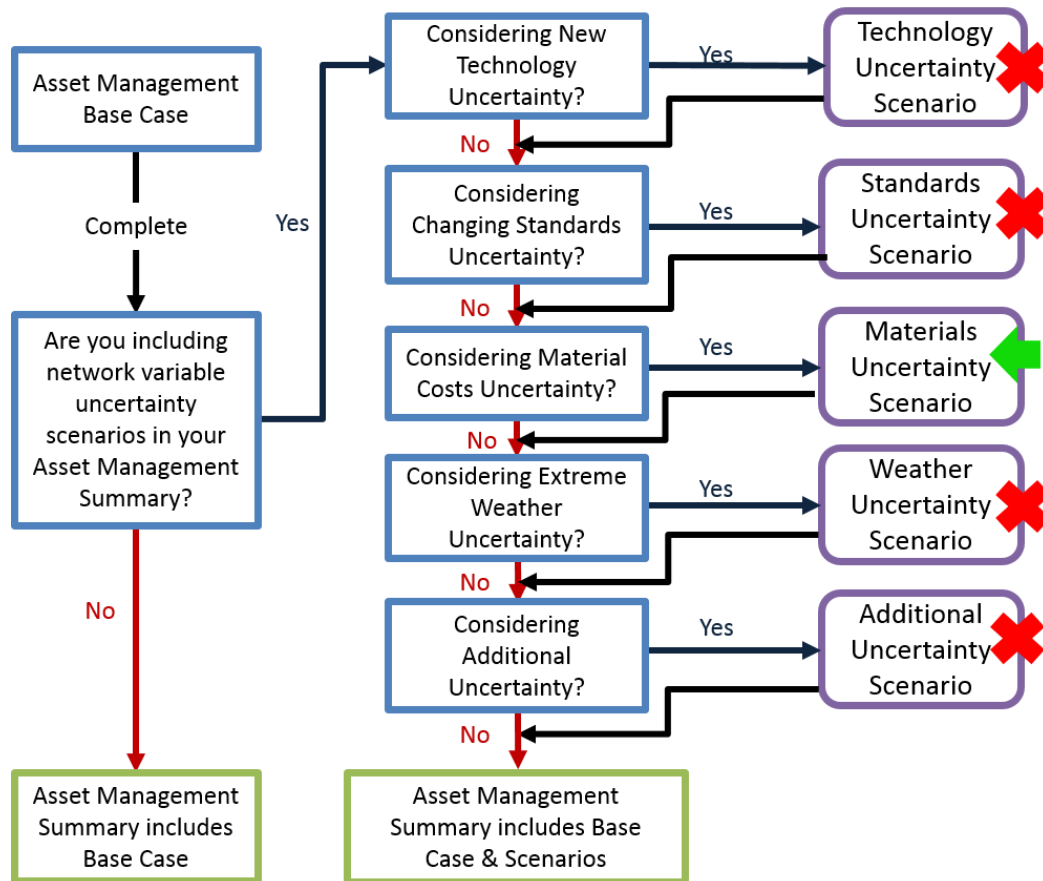 Asset Management
Base Case
Complete
Are you including
network variable
uncertainty
scenarios in your
Asset Management
Summary?
Yes
No
Asset Management
Summary includes
Base Case
Considering New
Technology
Uncertainty?
Yes
Technology
Uncertainty
Scenario
No
Considering
Changing Standards
Uncertainty?
Yes
Standards
Uncertainty
Scenario
No
Considering Material
Costs Uncertainty?
Yes
Materials
Uncertainty
Scenario
No
Considering Extreme
Weather
Uncertainty?
Yes
Weather
Uncertainty
Scenario
No
Considering
Additional
Uncertainty?
Yes
Additional
Uncertainty
Scenario
No
Asset Management
Summary includes Base
Case & Scenarios